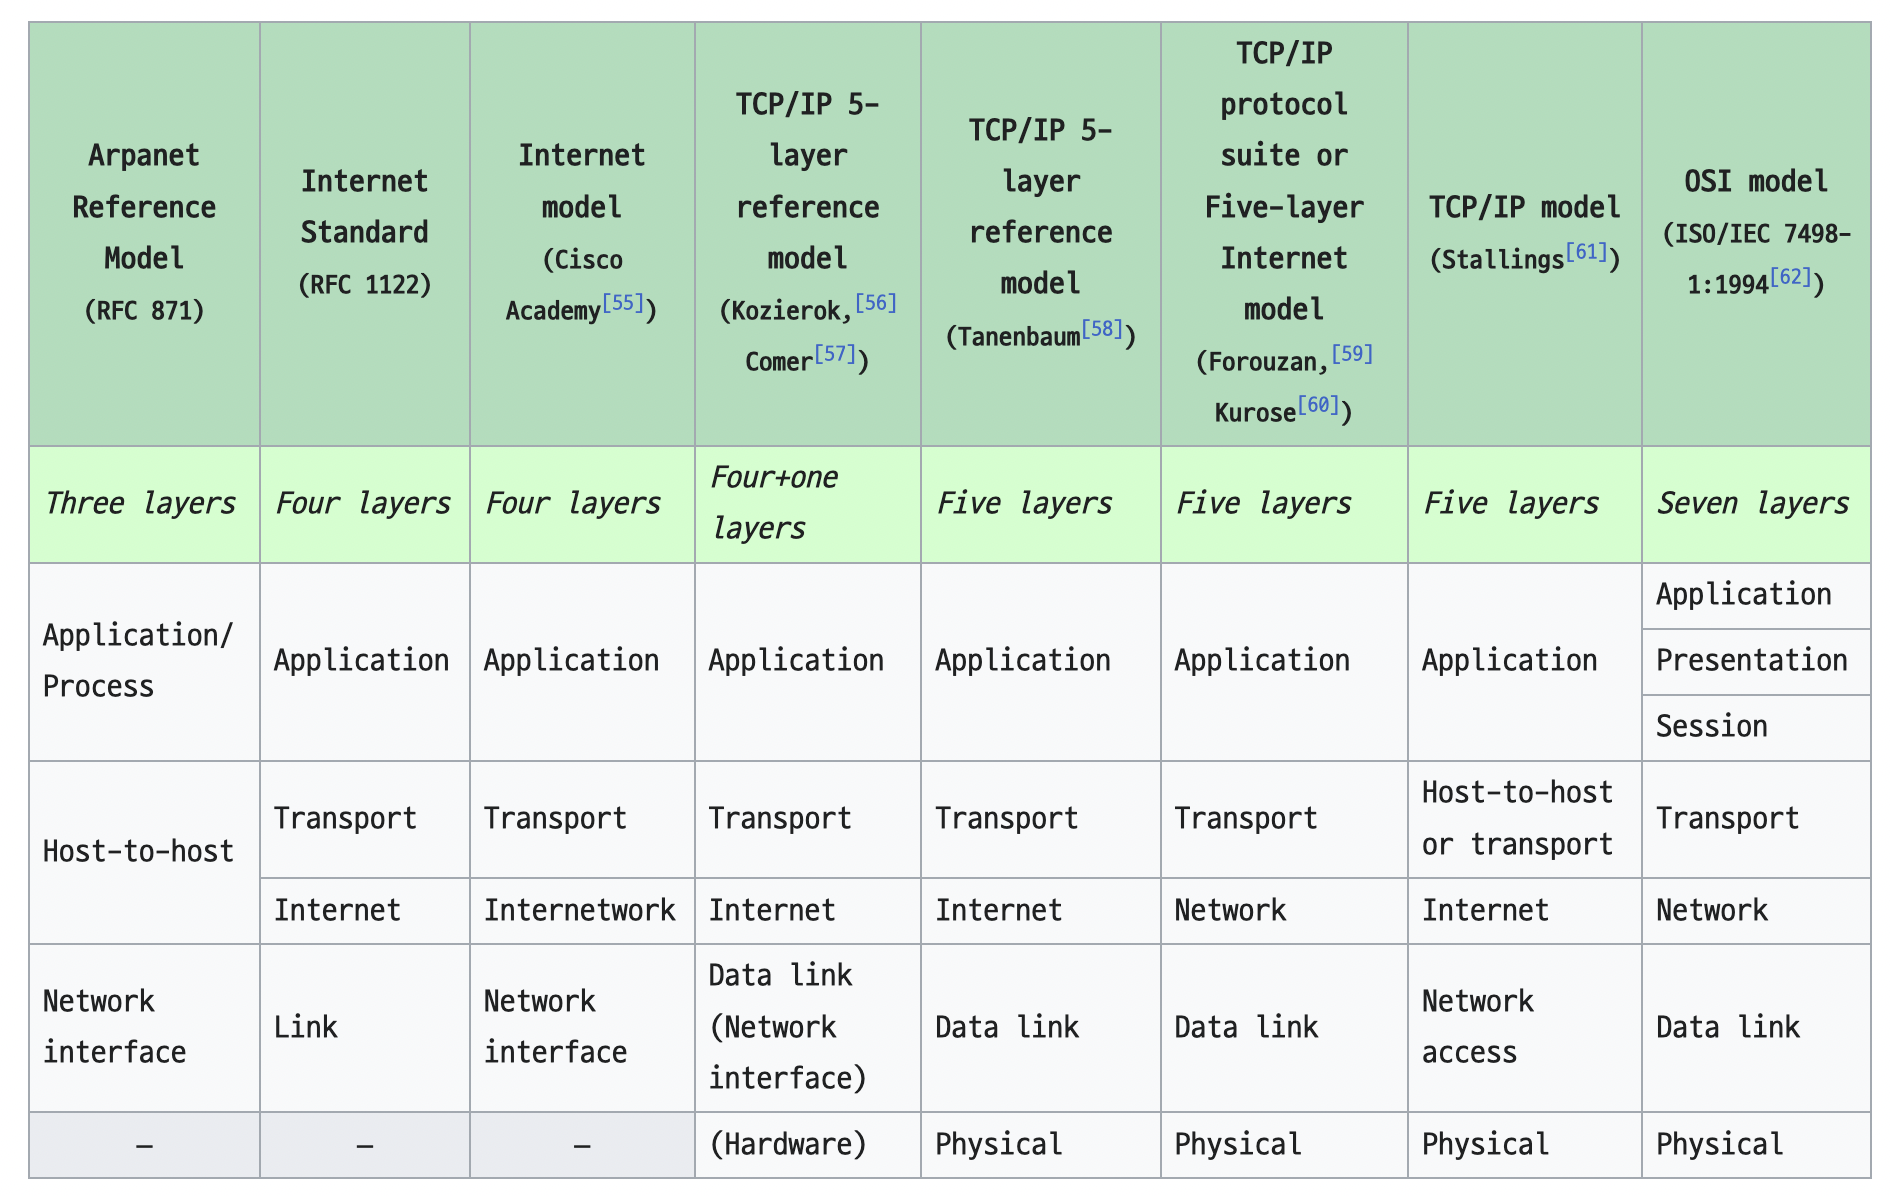 Arpanet
Reference
Model
(RFC 871)
Internet
Standard
(RFC 1122)
Internet
model
(Cisco
Academy[55])
TCP/IP 5-
layer
reference
model
(Kozierok,[56]
Comer[57])
TCP/IP 5-
layer
reference
model
(Tanenbaum[58])
TCP/IP
protocol
suite or
Five-layer
Internet
model
(Forouzan,[59]
Kurose[60])
TCP/IP model
(Stallings[61])
OSI model
(ISO/IEC 7498-
1:1994[62])
Three layers
Four layers
Four layers
Four+one
layers
Five layers
Five layers
Five layers
Seven layers
Application/
Process
Application
Application
Application
Application
Application
Application
Application
Presentation
Session
Host-to-host
Transport
Transport
Transport
Transport
Transport
Host-to-host
or transport
Transport
Internet
Internetwork
Internet
Internet
Network
Internet
Network
Network
interface
Link
Network
interface
Data link
(Network
interface)
Data link
Data link
Network
access
Data link
–
–
–
(Hardware)
Physical
Physical
Physical
Physical